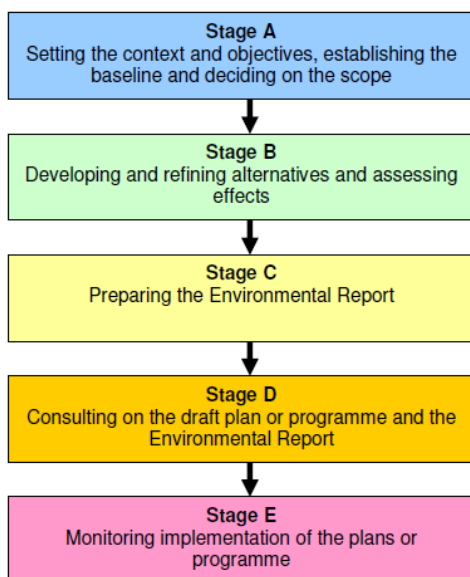 Stage A
Setting the context and objectives, establishing the
baseline and deciding on the scope
Stage B
Developing and refining alternatives and assessing
effects
Stage C
Preparing the Environmental Report
Stage D
Consulting on the draft plan or programme and the
Environmental Report
Stage E
Monitoring implementation of the plans or
programme